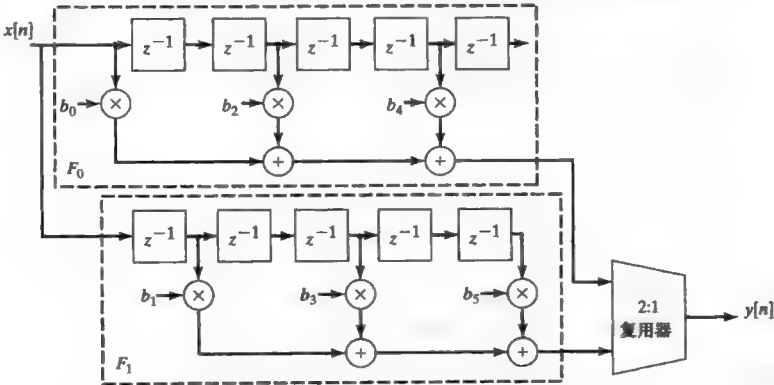 x[n]
z⁻¹ z⁻¹ z⁻¹ z⁻¹ z⁻¹
b₀ × b₂ × b₄ ×
+ +
F₀
z⁻¹ z⁻¹ z⁻¹ z⁻¹ z⁻¹
b₁ × b₃ × b₅ ×
2:1
复用器
y[n]
+ +
F₁